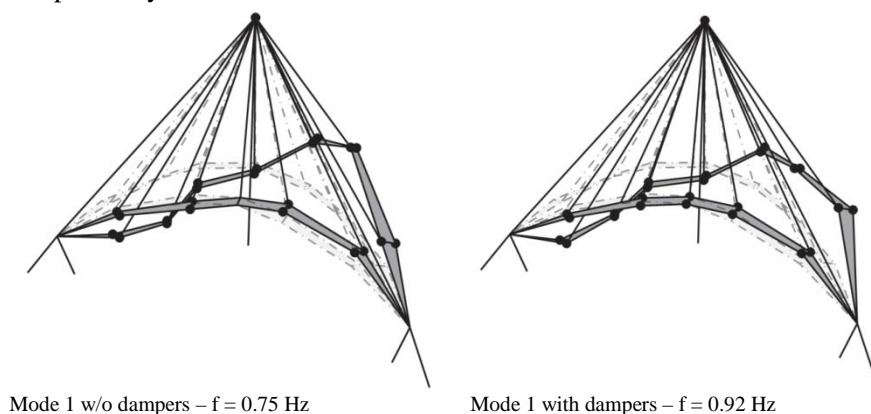 Mode 1 w/o dampers – f = 0.75 Hz
Mode 1 with dampers – f = 0.92 Hz